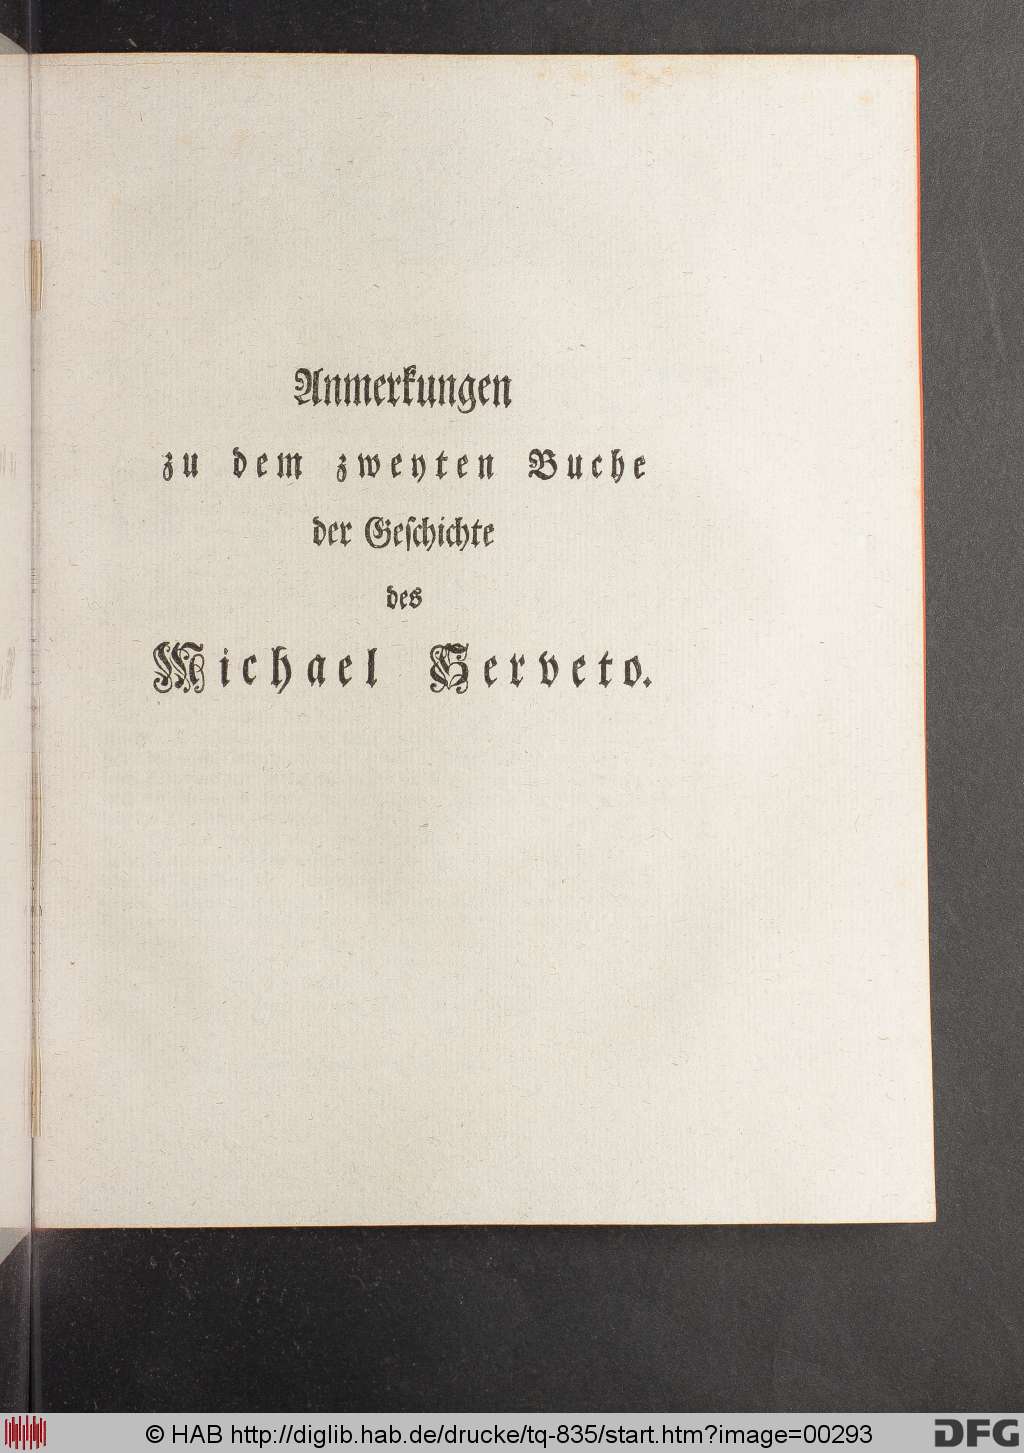 Anmerkungen
zu dem zweyten Buche
der Geſchichte
des
Michael Serveto.
© HAB http://diglib.hab.de/drucke/tq-835/start.htm?image=00293
DFG